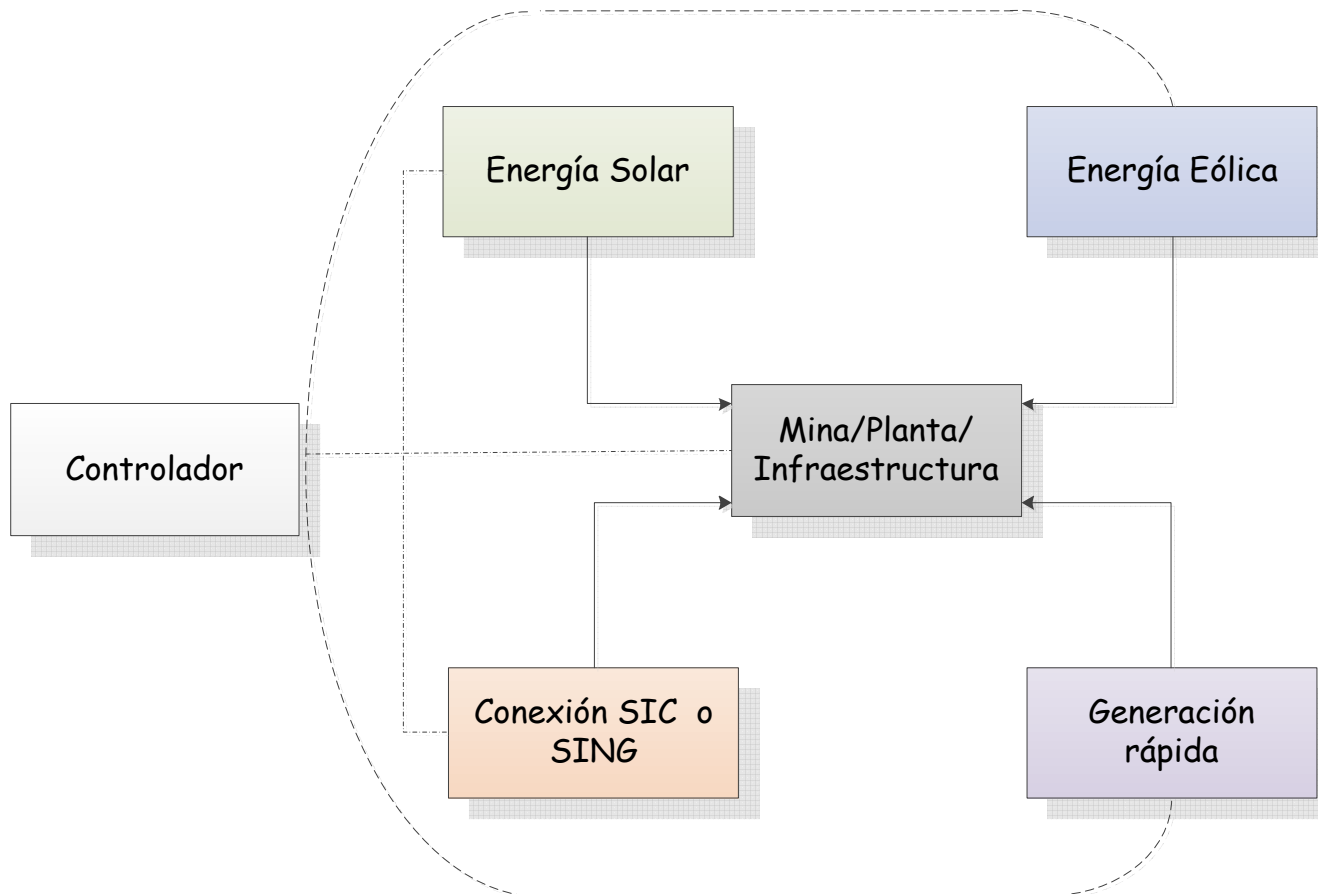 Energía Solar
Energía Eólica
Controlador
Mina/Planta/
Infraestructura
Conexión SIC o
SING
Generación
rápida